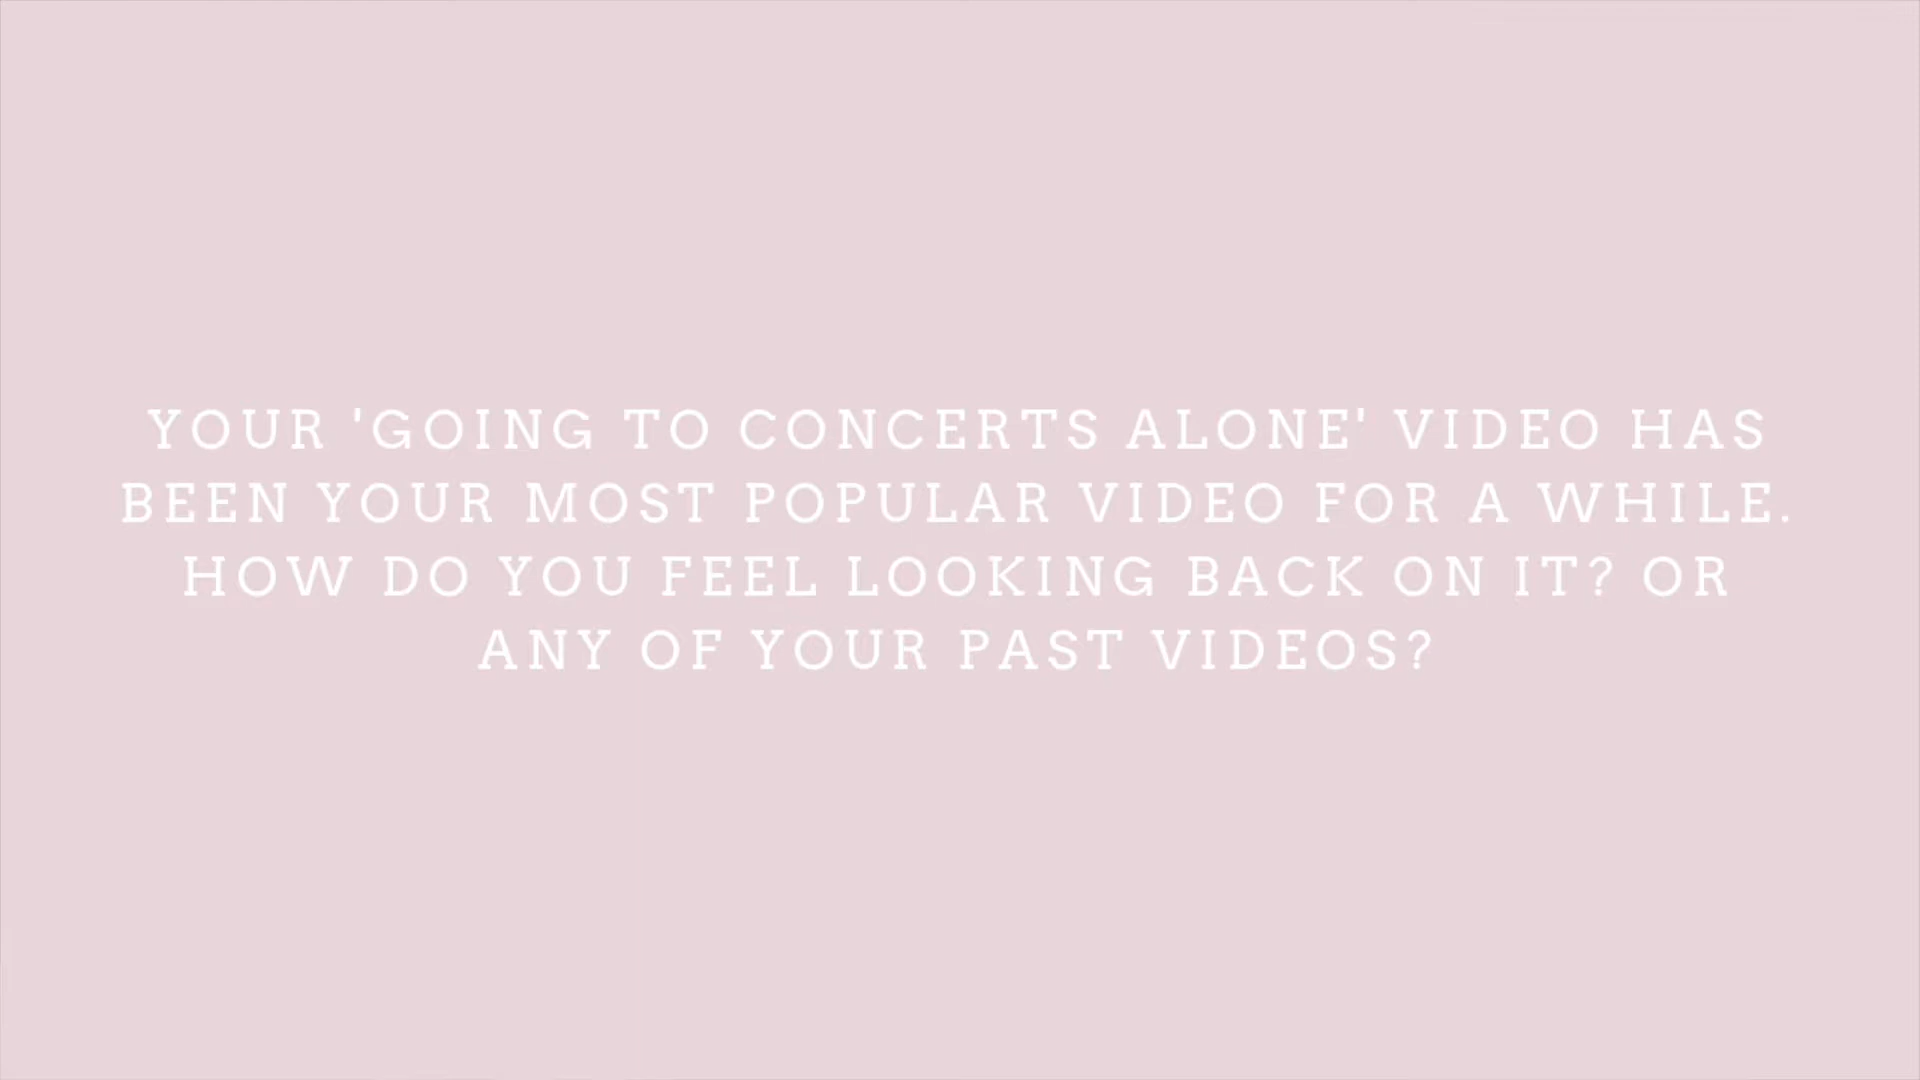 YOUR 'GOING TO CONCERTS ALONE' VIDEO HAS
BEEN YOUR MOST POPULAR VIDEO FOR A WHILE.
HOW DO YOU FEEL LOOKING BACK ON IT? OR
ANY OF YOUR PAST VIDEOS?